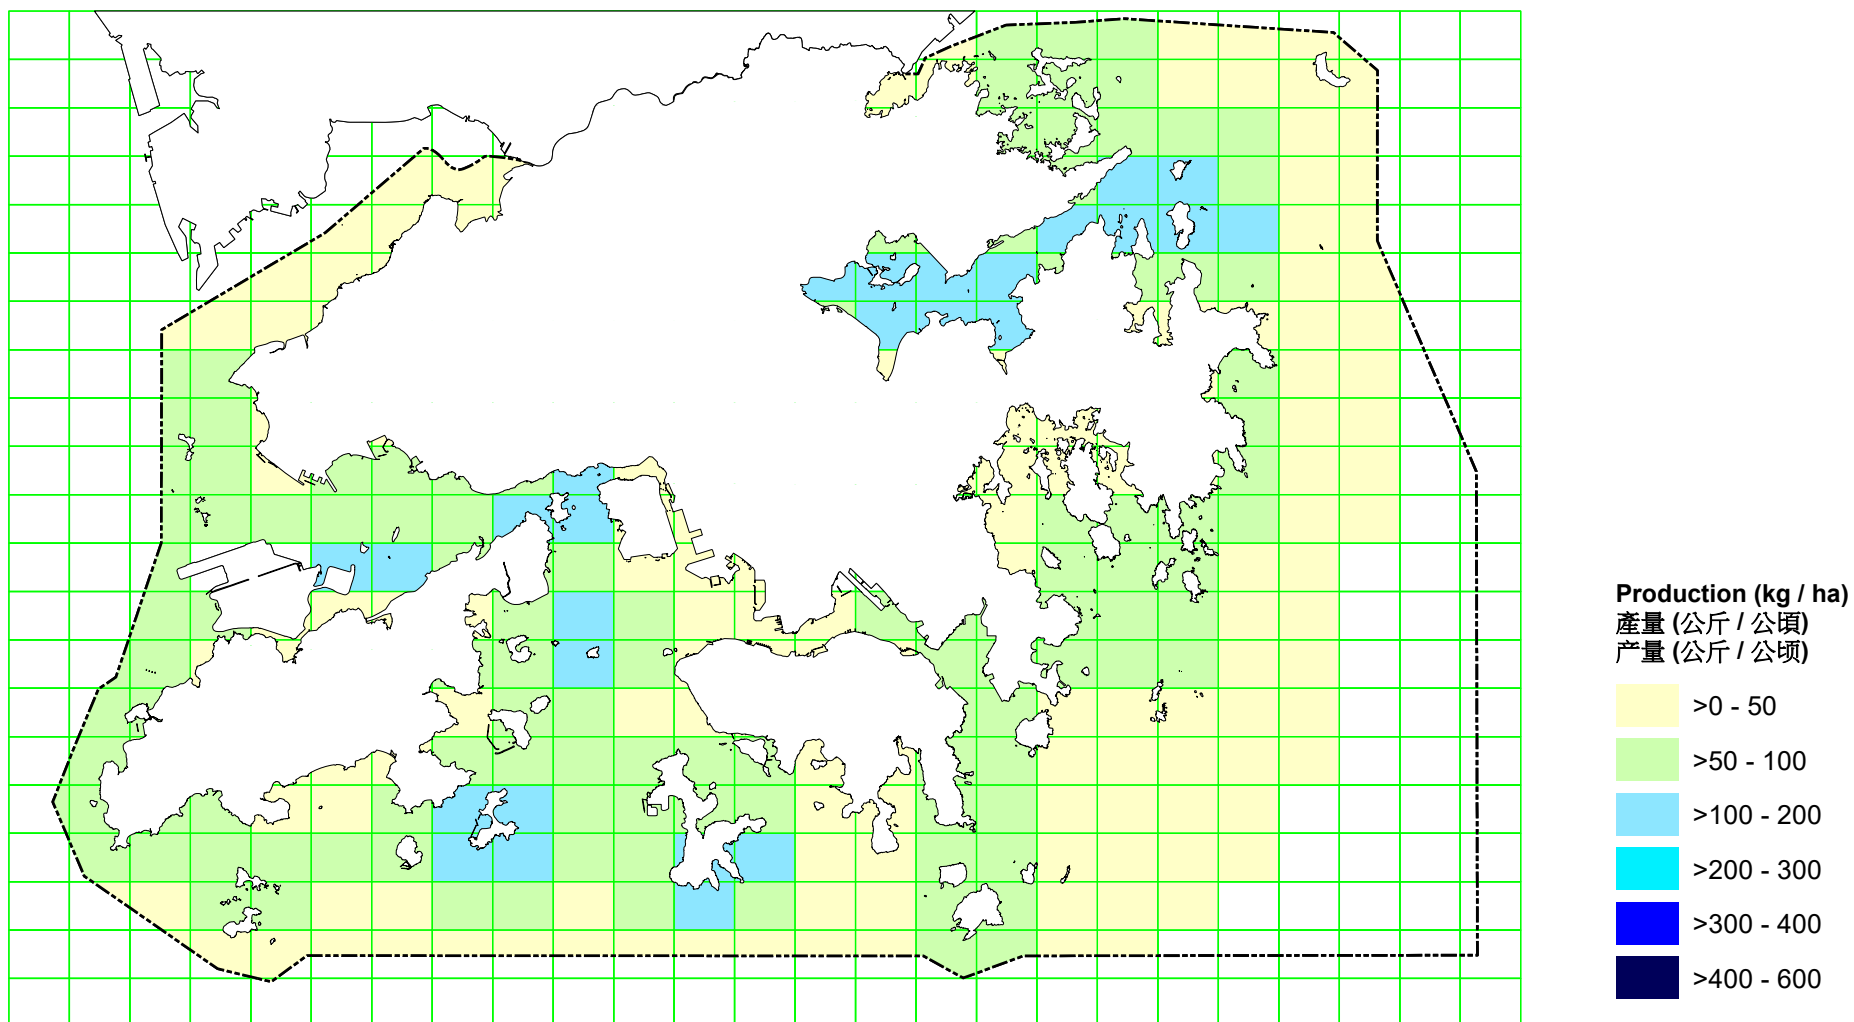 Production (kg / ha)
產量 (公斤 / 公頃)
产量 (公斤 / 公顷)
>0 - 50
>50 - 100
>100 - 200
>200 - 300
>300 - 400
>400 - 600